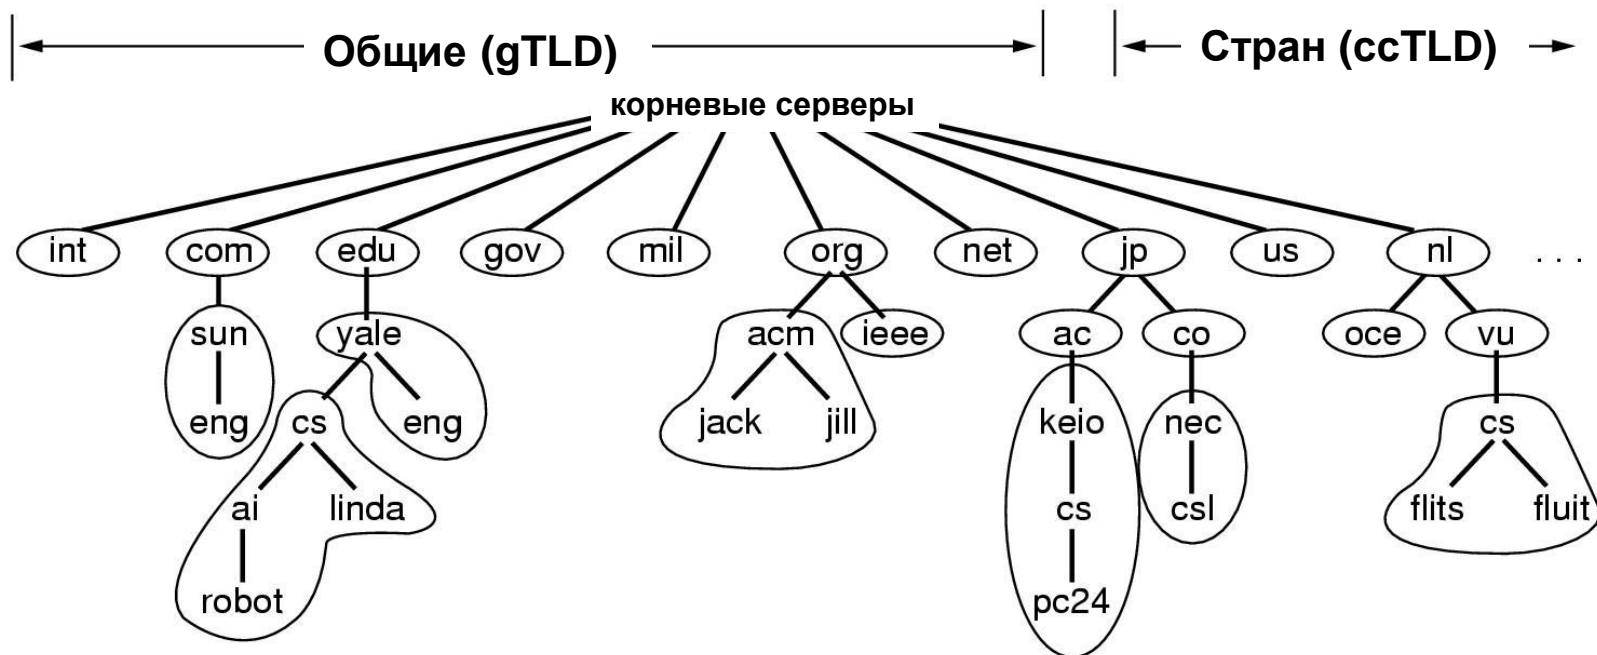 Общие (gTLD) Стран (ccTLD)
корневые серверы
int com edu gov mil org net jp us nl . . .
sun yale acm ieee ac co oce vu
eng cs eng jack jill keio nec cs
ai linda cs csl flits fluit
robot pc24